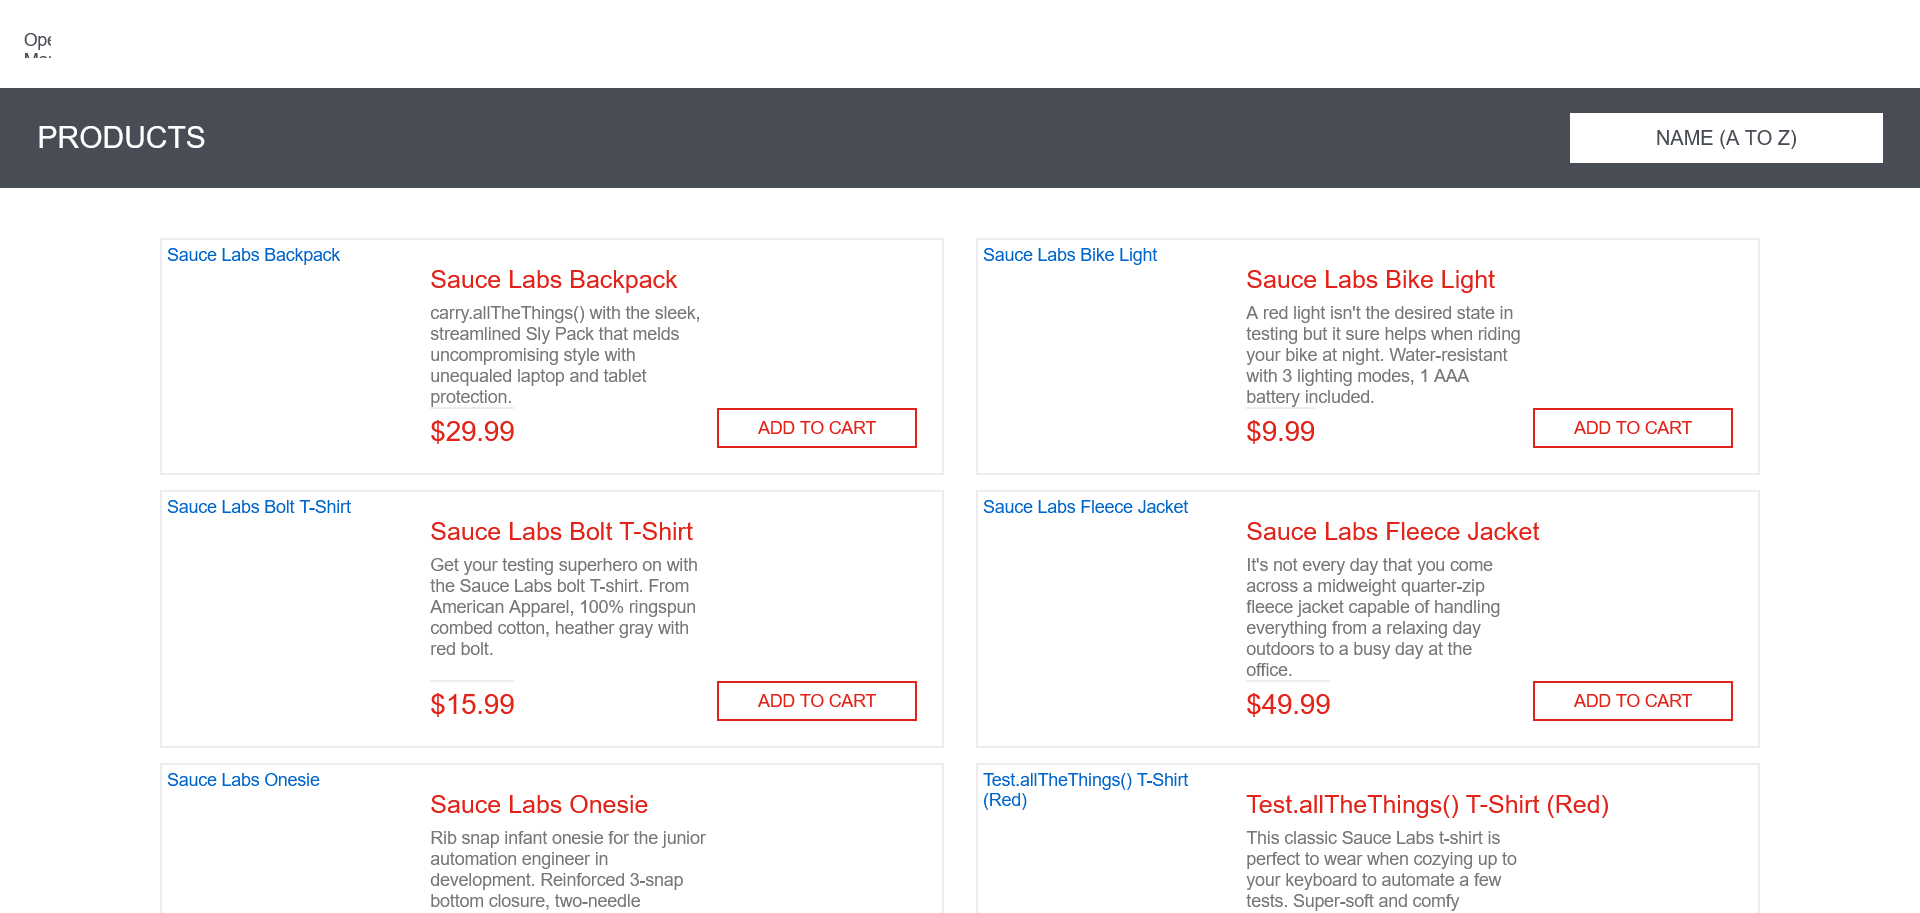 Ope
PRODUCTS
NAME (A TO Z)
Sauce Labs Backpack
Sauce Labs Backpack
carry.allTheThings() with the sleek,
streamlined Sly Pack that melds
uncompromising style with
unequaled laptop and tablet
protection.
$29.99
ADD TO CART
Sauce Labs Bike Light
Sauce Labs Bike Light
A red light isn't the desired state in
testing but it sure helps when riding
your bike at night. Water-resistant
with 3 lighting modes, 1 AAA
battery included.
$9.99
ADD TO CART
Sauce Labs Bolt T-Shirt
Sauce Labs Bolt T-Shirt
Get your testing superhero on with
the Sauce Labs bolt T-shirt. From
American Apparel, 100% ringspun
combed cotton, heather gray with
red bolt.
$15.99
ADD TO CART
Sauce Labs Fleece Jacket
Sauce Labs Fleece Jacket
It's not every day that you come
across a midweight quarter-zip
fleece jacket capable of handling
everything from a relaxing day
outdoors to a busy day at the
office.
$49.99
ADD TO CART
Sauce Labs Onesie
Sauce Labs Onesie
Rib snap infant onesie for the junior
automation engineer in
development. Reinforced 3-snap
bottom closure, two-needle
Test.allTheThings() T-Shirt
(Red)
Test.allTheThings() T-Shirt (Red)
This classic Sauce Labs t-shirt is
perfect to wear when cozying up to
your keyboard to automate a few
tests. Super-soft and comfy